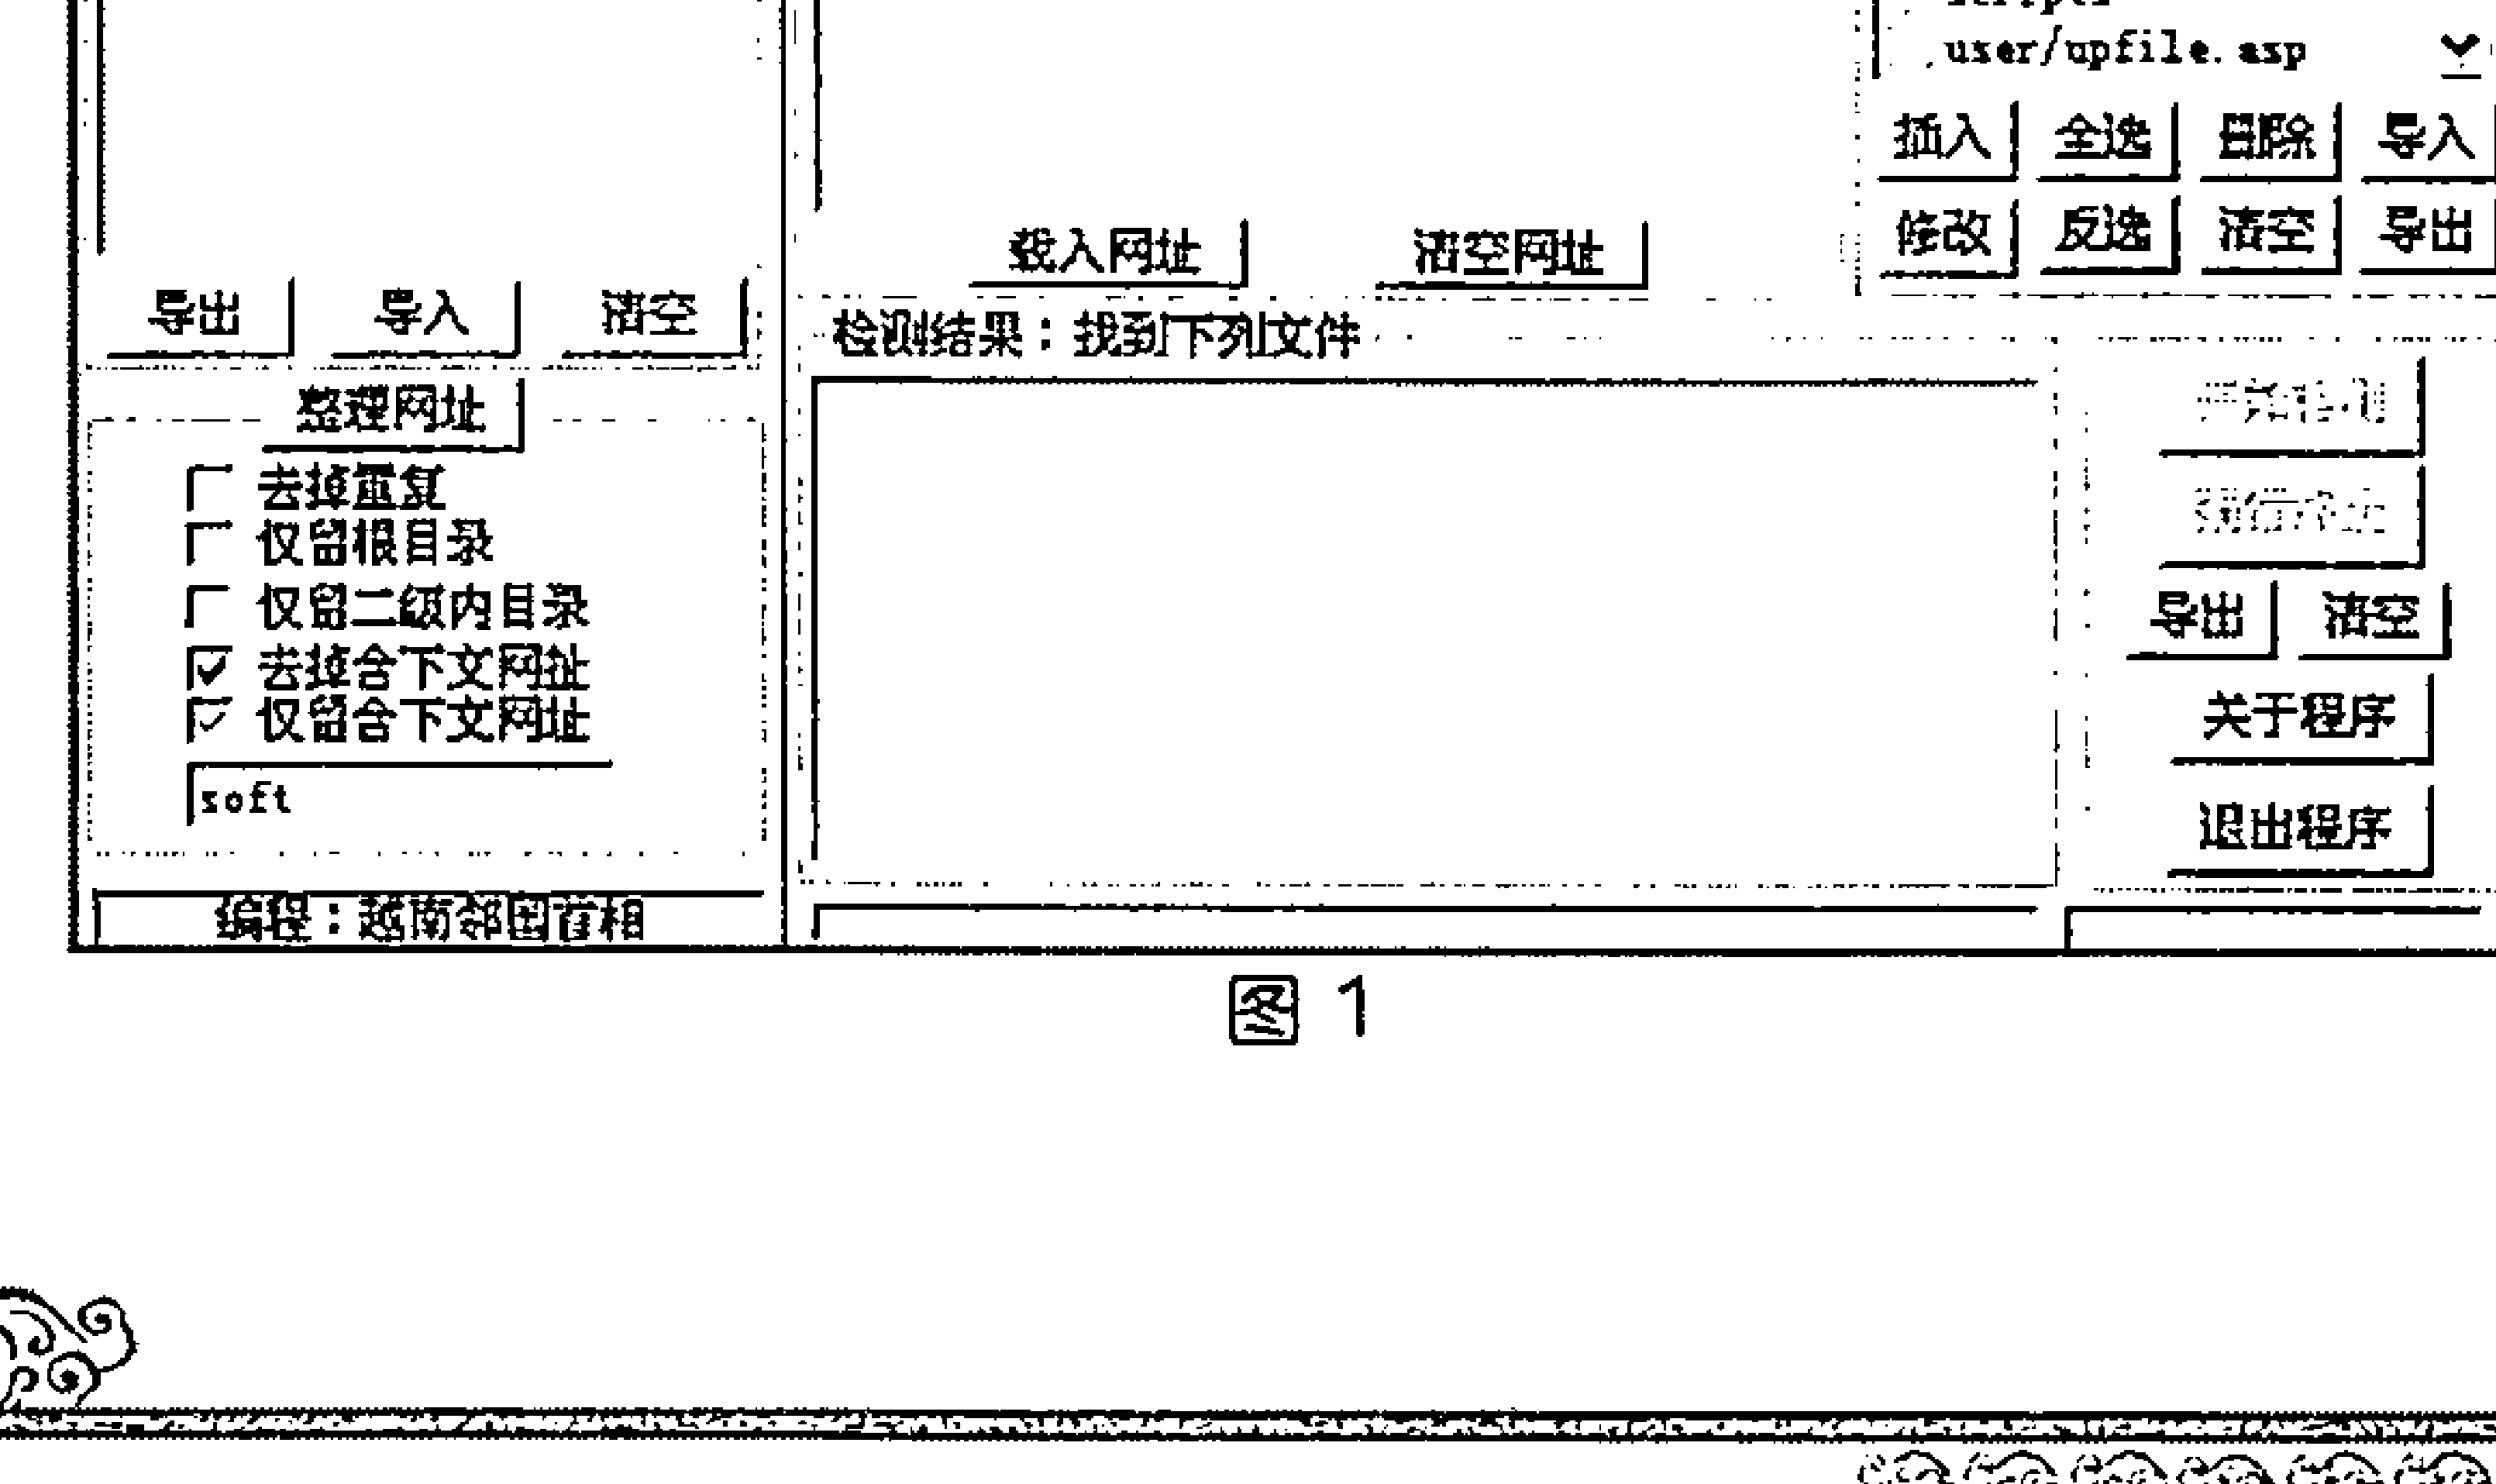 user/upfile.asp
插入 全选 删除 导入
修改 反选 清空 导出
载入网址 清空网址
导出 导入 清空
检测结果：找到下列文件
整理网址
去掉重复
仅留根目录
仅留二级内目录
去掉含下文网址
仅留含下文网址
soft
导出 清空
关于程序
退出程序
编程：越南邻国首相
图 1